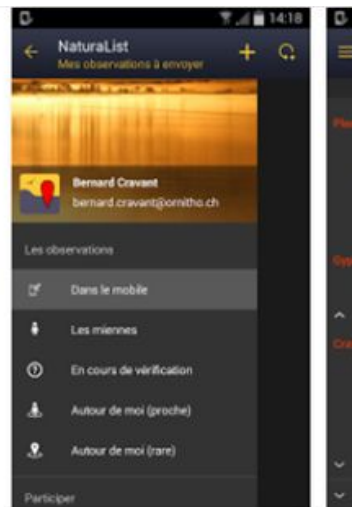 14:18
NaturaList
Mes observations à envoyer
Bernard Cravant
bernard.cravant@ornitho.ch
Les observations
Dans le mobile
Les miennes
En cours de vérification
Autour de moi (proche)
Autour de moi (rare)
Participer